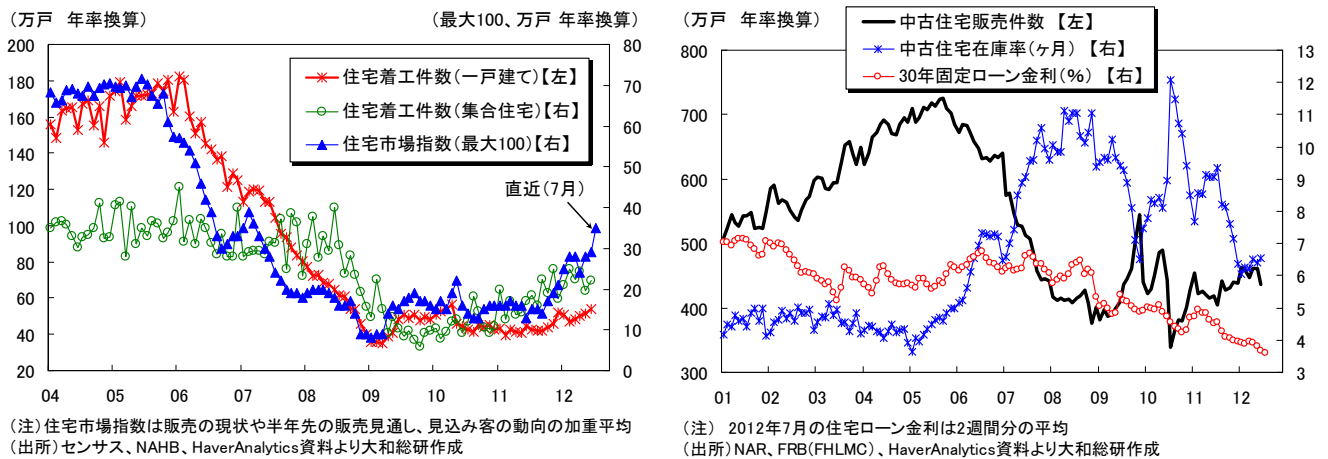 (万戸 年率換算)
(最大100、万戸 年率換算)
200
180
160
140
120
100
80
60
40
20
80
70
60
50
40
30
20
10
0
住宅着工件数(一戸建て)【左】
住宅着工件数(集合住宅)【右】
住宅市場指数(最大100)【右】
直近(7月)
04 05 06 07 08 09 10 11 12
(注)住宅市場指数は販売の現状や半年先の販売見通し、見込み客の動向の加重平均
(出所)センサス、NAHB、HaverAnalytics資料より大和総研作成
(万戸 年率換算)
中古住宅販売件数 【左】
中古住宅在庫率(ヶ月) 【右】
30年固定ローン金利(%) 【右】
800
700
600
500
400
300
13
12
11
10
9
8
7
6
5
4
3
01 02 03 04 05 06 07 08 09 10 11 12
(注) 2012年7月の住宅ローン金利は2週間分の平均
(出所)NAR、FRB(FHLMC)、HaverAnalytics資料より大和総研作成